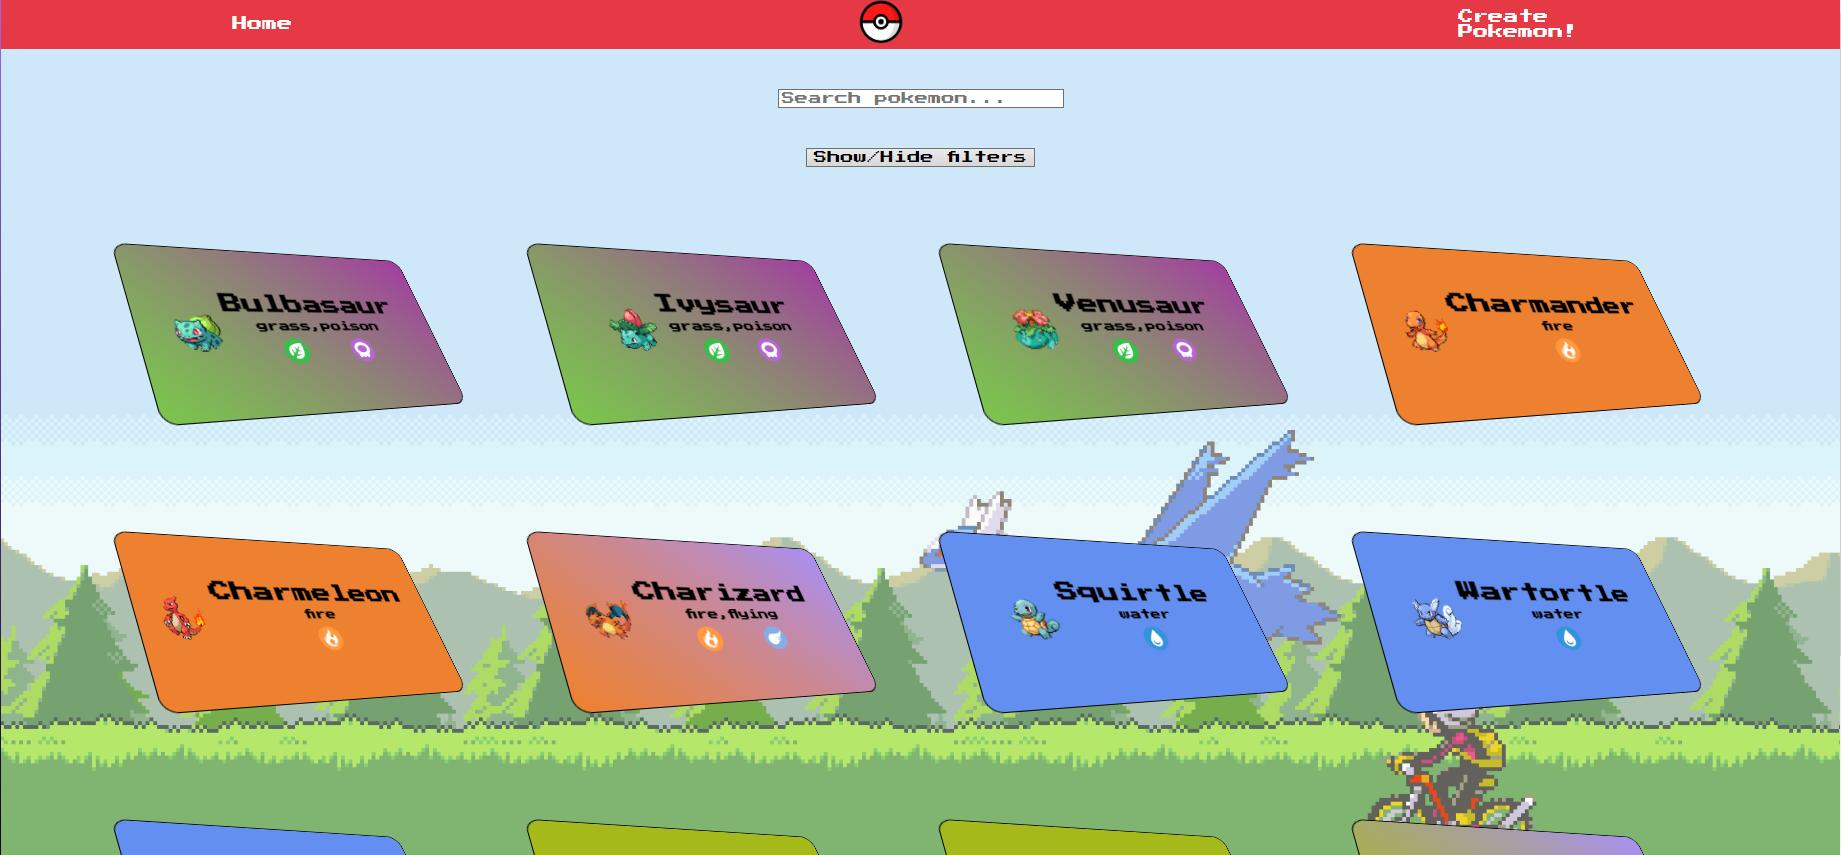 Home
Create
Pokemon!
Search pokemon...
Show/Hide filters
Bulbasaur
grass,poison
Ivysaur
grass,poison
Venusaur
grass,poison
Charmander
fire
Charmeleon
fire
Charizard
fire,flying
Squirtle
water
Wartortle
water